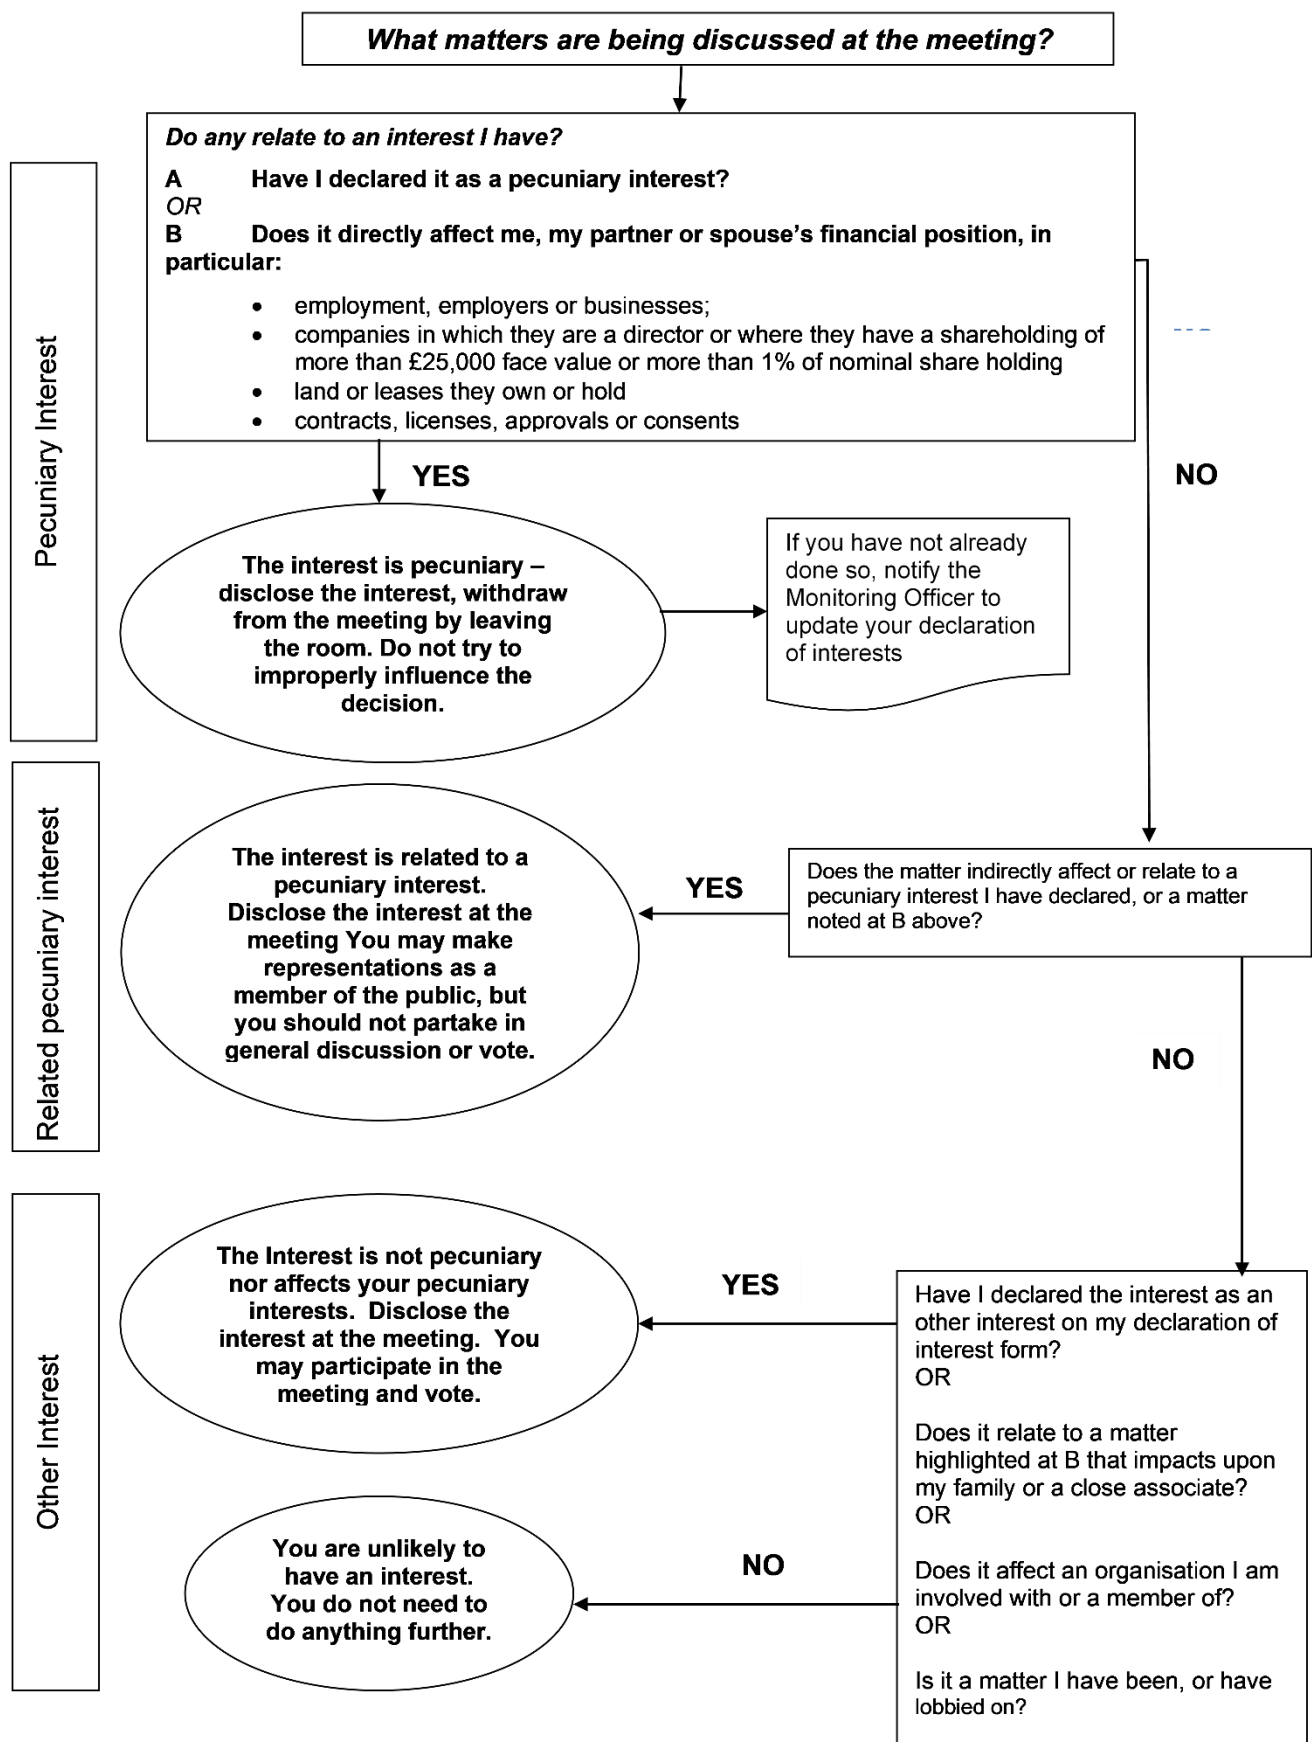 What matters are being discussed at the meeting?
Do any relate to an interest I have?
A Have I declared it as a pecuniary interest?
OR
B Does it directly affect me, my partner or spouse's financial position, in
particular:
• employment, employers or businesses;
• companies in which they are a director or where they have a shareholding of
more than £25,000 face value or more than 1% of nominal share holding
• land or leases they own or hold
• contracts, licenses, approvals or consents
Pecuniary Interest
YES
NO
The interest is pecuniary –
disclose the interest, withdraw
from the meeting by leaving
the room. Do not try to
improperly influence the
decision.
If you have not already
done so, notify the
Monitoring Officer to
update your declaration
of interests
Related pecuniary interest
The interest is related to a
pecuniary interest.
Disclose the interest at the
meeting You may make
representations as a
member of the public, but
you should not partake in
general discussion or vote.
YES
Does the matter indirectly affect or relate to a
pecuniary interest I have declared, or a matter
noted at B above?
NO
Other Interest
The Interest is not pecuniary
nor affects your pecuniary
interests. Disclose the
interest at the meeting. You
may participate in the
meeting and vote.
YES
Have I declared the interest as an
other interest on my declaration of
interest form?
OR
Does it relate to a matter
highlighted at B that impacts upon
my family or a close associate?
OR
Does it affect an organisation I am
involved with or a member of?
OR
Is it a matter I have been, or have
lobbied on?
NO
You are unlikely to
have an interest.
You do not need to
do anything further.